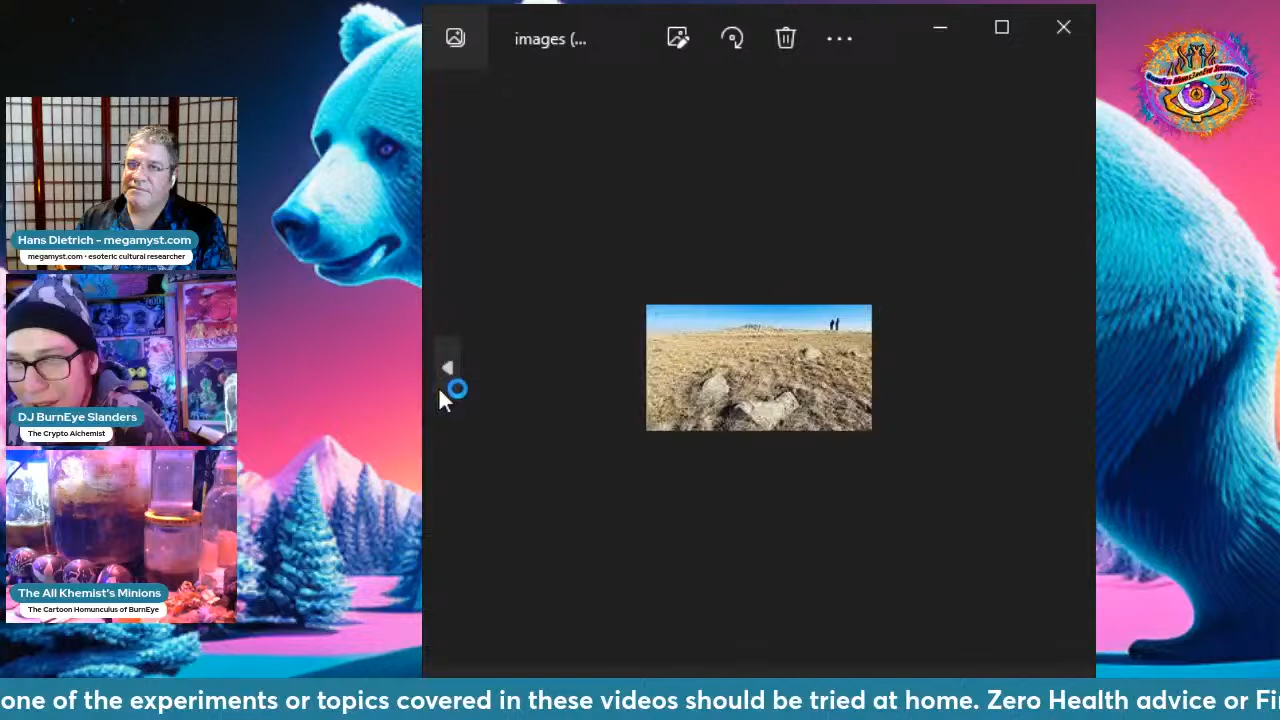 images (...
Hans Dietrich - megamyst.com
megamyst.com • esoteric cultural researcher
DJ BurnEye Slanders
The Crypto Alchemist
The All Khemist's Minions
The Cartoon Homunculus of BurnEye
one of the experiments or topics covered in these videos should be tried at home. Zero Health advice or Fi